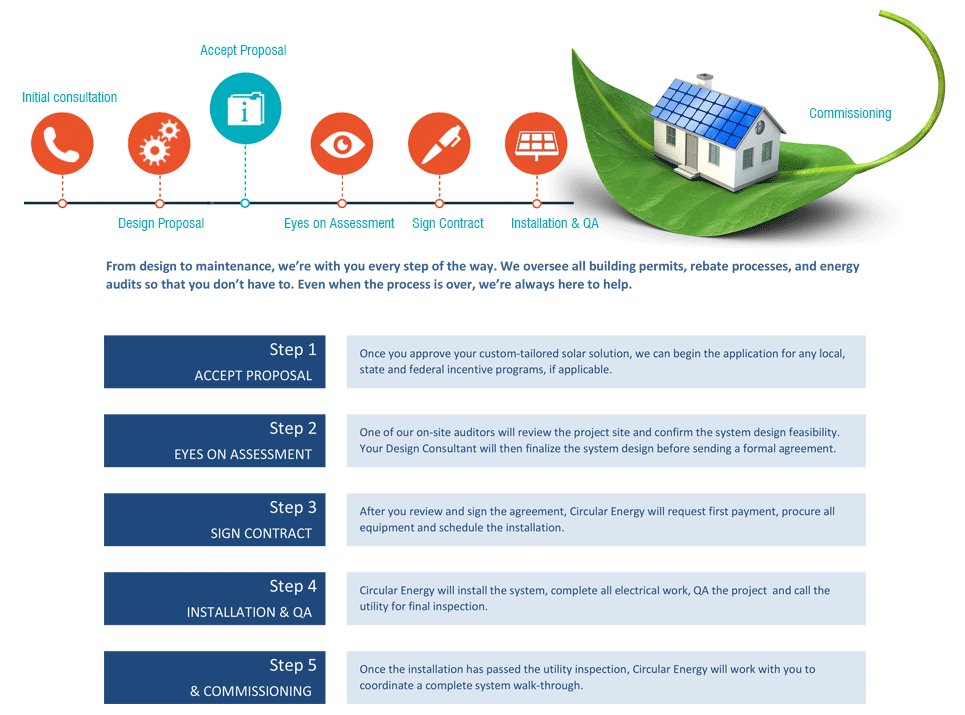 Accept Proposal
Initial consultation
Commissioning
Design Proposal
Eyes on Assessment
Sign Contract
Installation & QA
From design to maintenance, we're with you every step of the way. We oversee all building permits, rebate processes, and energy
audits so that you don't have to. Even when the process is over, we're always here to help.
Step 1
ACCEPT PROPOSAL
Once you approve your custom-tailored solar solution, we can begin the application for any local,
state and federal incentive programs, if applicable.
Step 2
EYES ON ASSESSMENT
One of our on-site auditors will review the project site and confirm the system design feasibility.
Your Design Consultant will then finalize the system design before sending a formal agreement.
Step 3
SIGN CONTRACT
After you review and sign the agreement, Circular Energy will request first payment, procure all
equipment and schedule the installation.
Step 4
INSTALLATION & QA
Circular Energy will install the system, complete all electrical work, QA the project and call the
utility for final inspection.
Step 5
& COMMISSIONING
Once the installation has passed the utility inspection, Circular Energy will work with you to
coordinate a complete system walk-through.